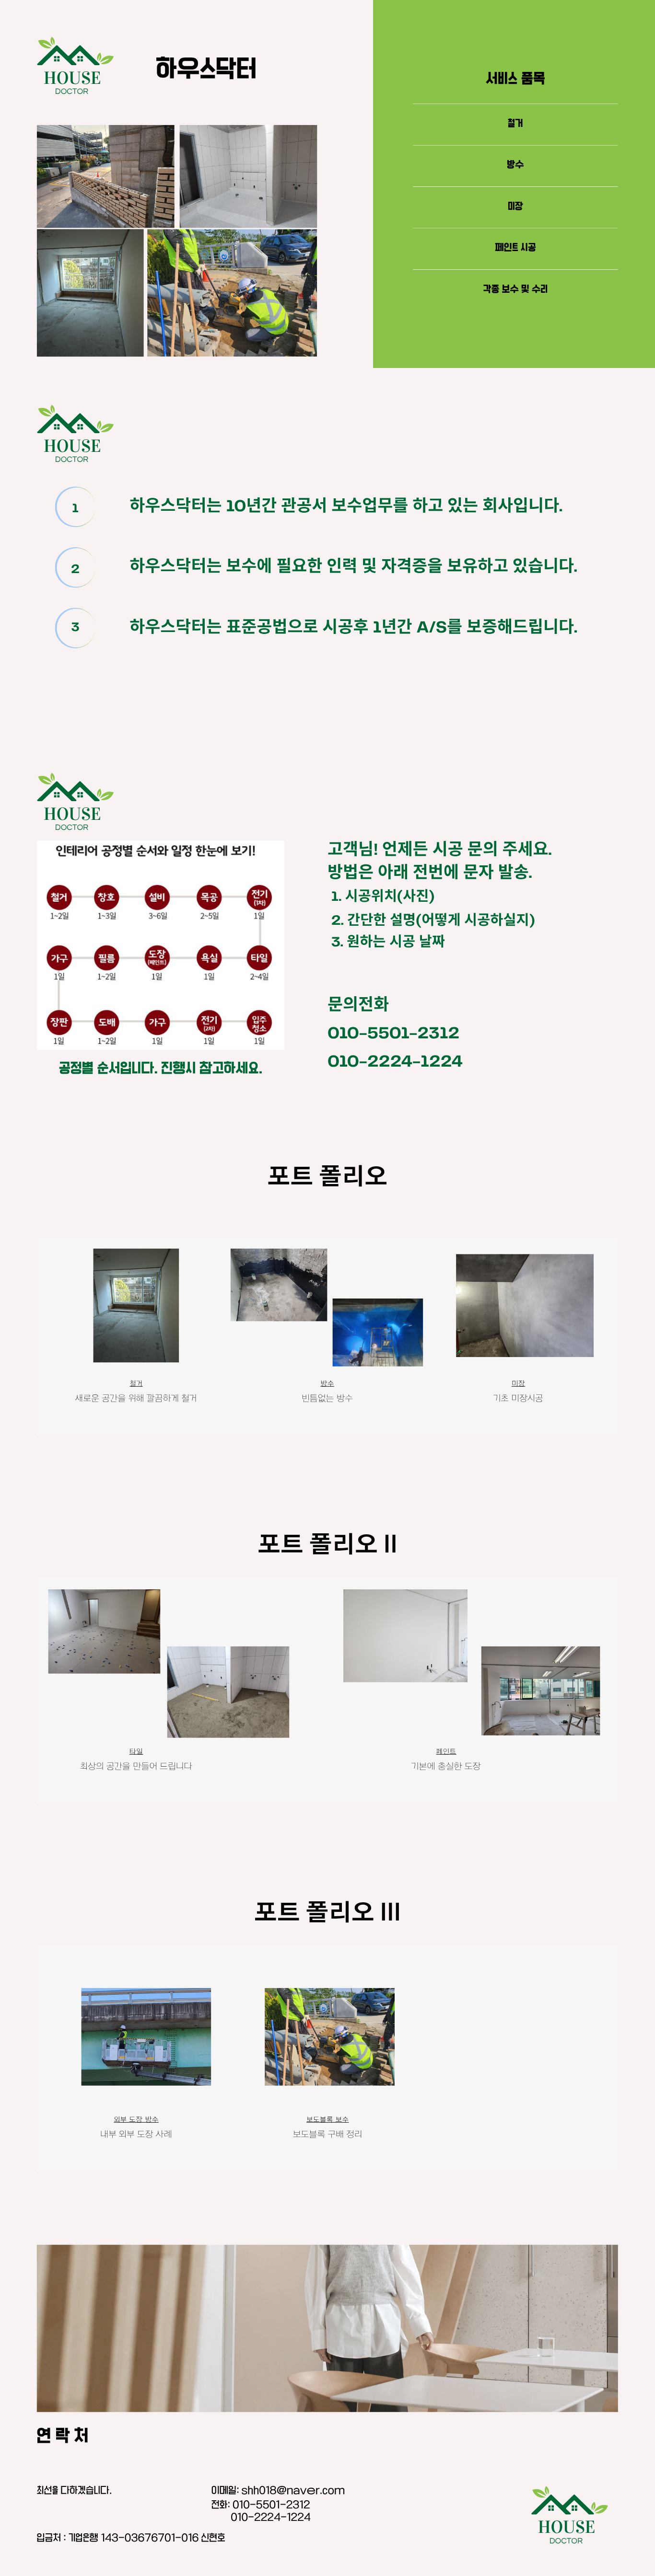 HOUSE
DOCTOR
하우스닥터
서비스 품목
철거
방수
미장
페인트 시공
각종 보수 및 수리
HOUSE
DOCTOR
1
하우스닥터는 10년간 관공서 보수업무를 하고 있는 회사입니다.
2
하우스닥터는 보수에 필요한 인력 및 자격증을 보유하고 있습니다.
3
하우스닥터는 표준공법으로 시공후 1년간 A/S를 보증해드립니다.
HOUSE
DOCTOR
인테리어 공정별 순서와 일정 한눈에 보기!
철거 창호 설비 목공 전기
(1차)
1~2일 1~3일 3~6일 2~5일 1일
가구 필름 도장 욕실 타일
(페인트)
1일 1~2일 1일 1일 2~4일
장판 도배 가구 전기 입주
(2차) 청소
1일 1~2일 1일 1일 1일
공정별 순서입니다. 진행시 참고하세요.
고객님! 언제든 시공 문의 주세요.
방법은 아래 전번에 문자 발송.
1. 시공위치(사진)
2. 간단한 설명(어떻게 시공하실지)
3. 원하는 시공 날짜
문의전화
010-5501-2312
010-2224-1224
포트 폴리오
철거
새로운 공간을 위해 깔끔하게 철거
방수
빈틈없는 방수
미장
기초 미장시공
포트 폴리오 II
타일
최상의 공간을 만들어 드립니다
페인트
기본에 충실한 도장
포트 폴리오 III
외부 도장 방수
내부 외부 도장 사례
보도블록 보수
보도블록 구배 정리
연 락 처
최선을 다하겠습니다.
이메일: shh018@naver.com
전화: 010-5501-2312
010-2224-1224
입금처 : 기업은행 143-03676701-016 신현호
HOUSE
DOCTOR